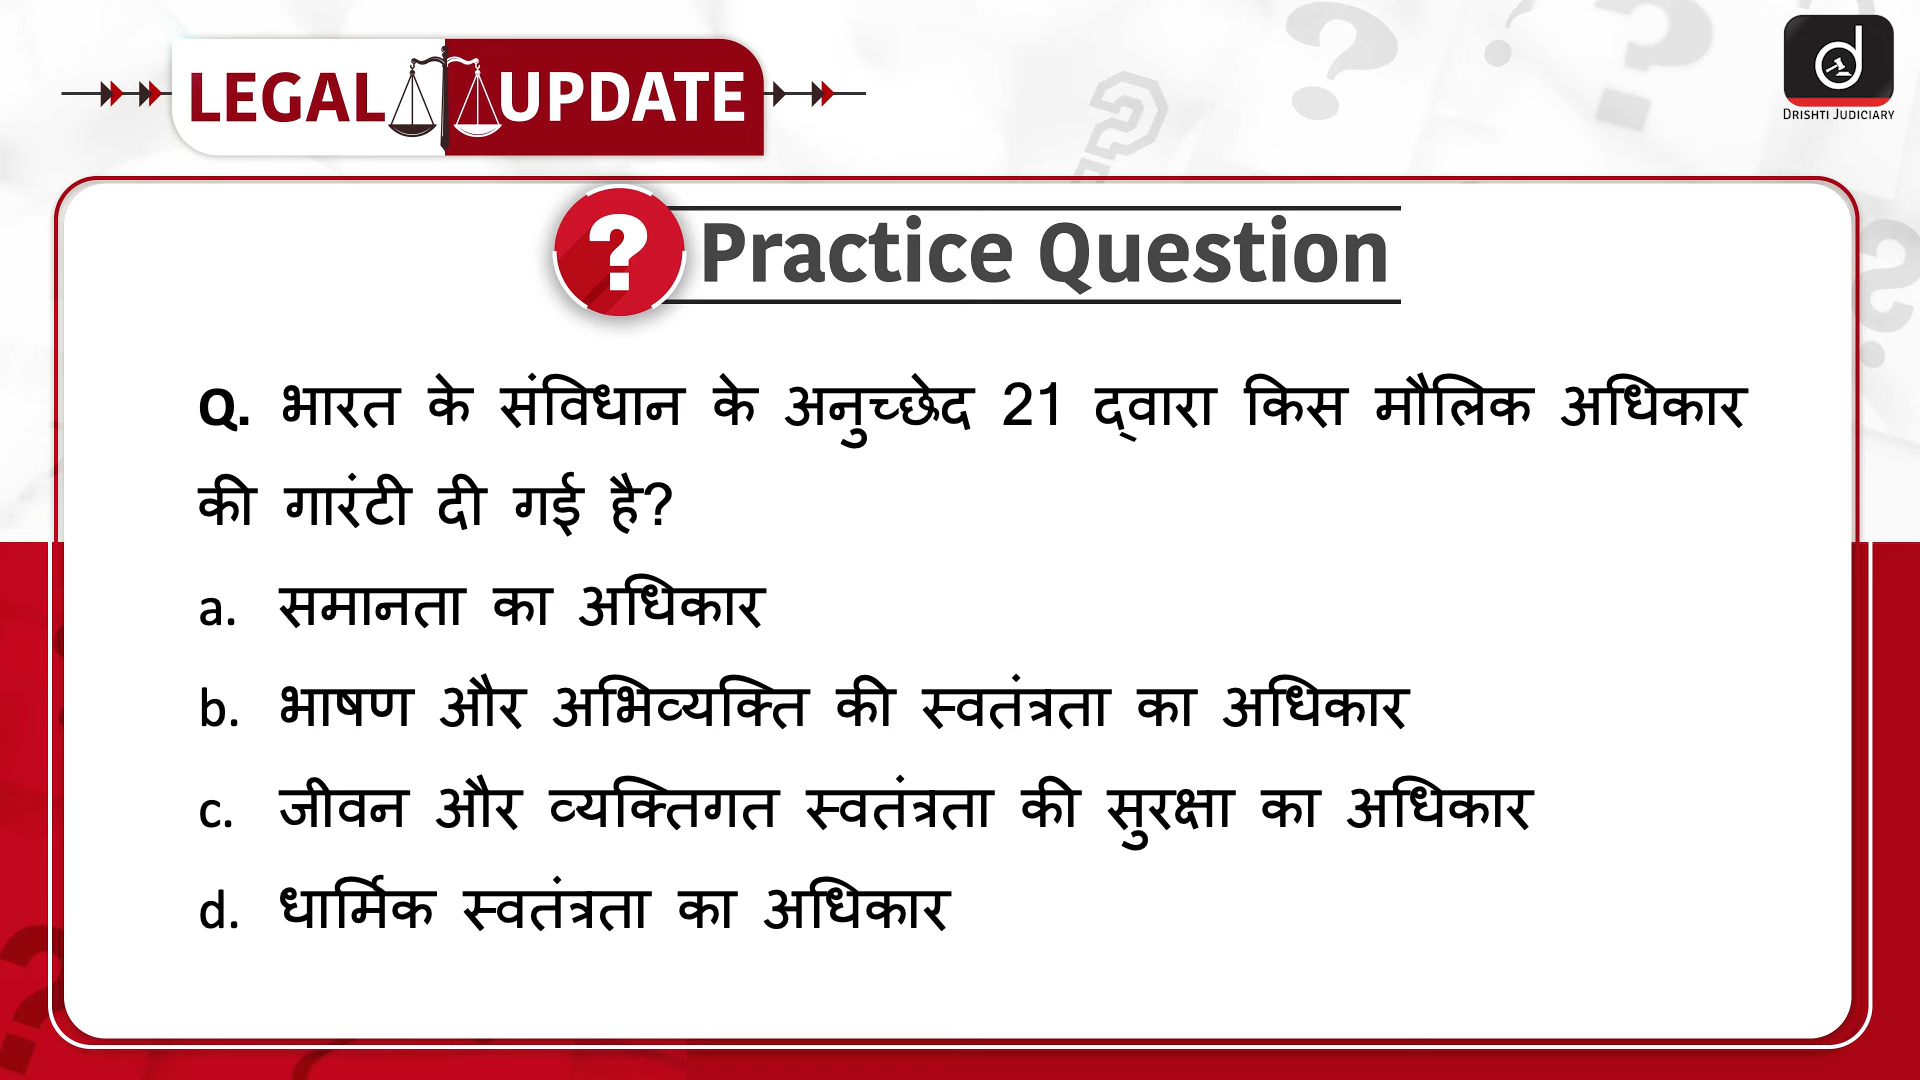 LEGAL UPDATE
DRISHTI JUDICIARY
? Practice Question
Q. भारत के संविधान के अनुच्छेद 21 द्वारा किस मौलिक अधिकार
की गारंटी दी गई है?
a. समानता का अधिकार
b. भाषण और अभिव्यक्ति की स्वतंत्रता का अधिकार
c. जीवन और व्यक्तिगत स्वतंत्रता की सुरक्षा का अधिकार
d. धार्मिक स्वतंत्रता का अधिकार